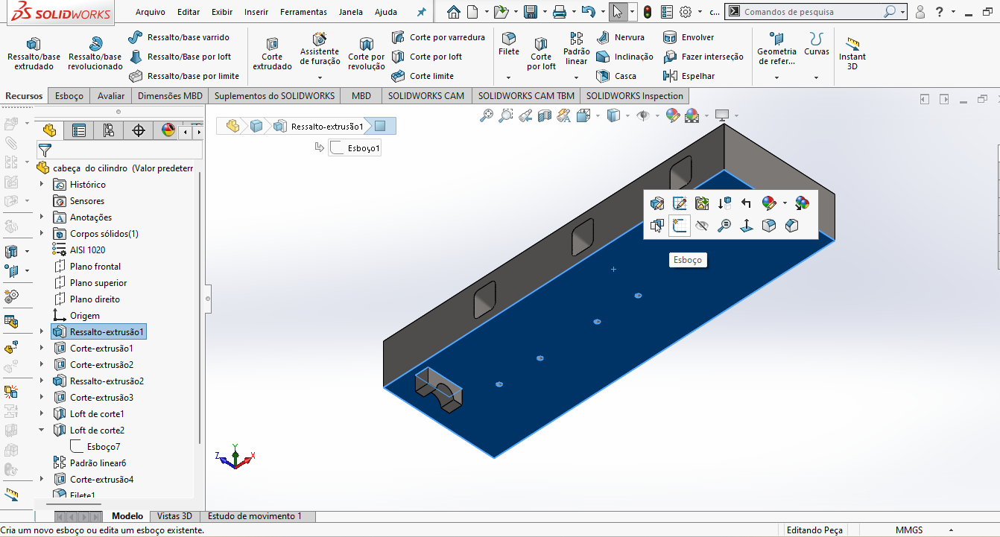 SOLIDWORKS
Arquivo Editar Exibir Inserir Ferramentas Janela Ajuda
c...
Comandos de pesquisa
Ressalto/base extrudado
Ressalto/base revolucionado
Ressalto/base varrido
Ressalto/Base por loft
Ressalto/base por limite
Corte extrudado
Assistente de furação
Corte por revolução
Corte por varredura
Corte por loft
Corte limite
Filete
Corte por loft
Padrão linear
Nervura
Inclinação
Casca
Envolver
Fazer interseção
Espelhar
Geometria de refer...
Curvas
Instant 3D
Recursos Esboço Avaliar Dimensões MBD Suplementos do SOLIDWORKS MBD SOLIDWORKS CAM SOLIDWORKS CAM TBM SOLIDWORKS Inspection
Ressalto-extrusão1
Esboço1
cabeça do cilindro (Valor predeterr
Histórico
Sensores
Anotações
Corpos sólidos(1)
AISI 1020
Plano frontal
Plano superior
Plano direito
Origem
Ressalto-extrusão1
Corte-extrusão1
Corte-extrusão2
Ressalto-extrusão2
Corte-extrusão3
Loft de corte1
Loft de corte2
Esboço7
Padrão linear6
Corte-extrusão4
Filete1
Esboço
Y
Z
X
Modelo Vistas 3D Estudo de movimento 1
Cria um novo esboço ou edita um esboço existente.
Editando Peça
MMGS